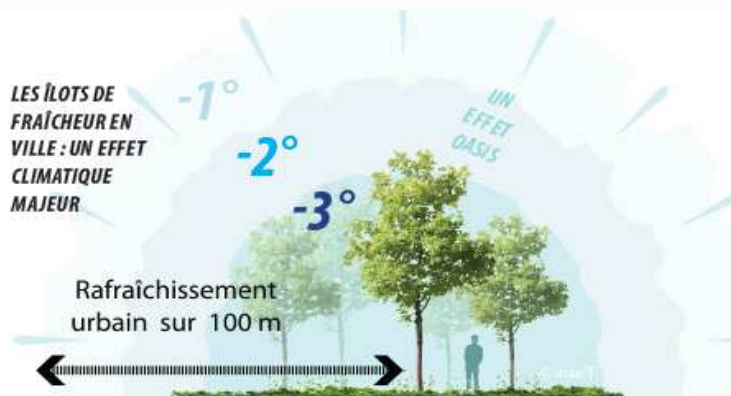 LES ÎLOTS DE
FRAÎCHEUR EN
VILLE : UN EFFET
CLIMATIQUE
MAJEUR
-1°
-2°
-3°
UN
EFFET
OASIS
Rafraîchissement
urbain sur 100 m